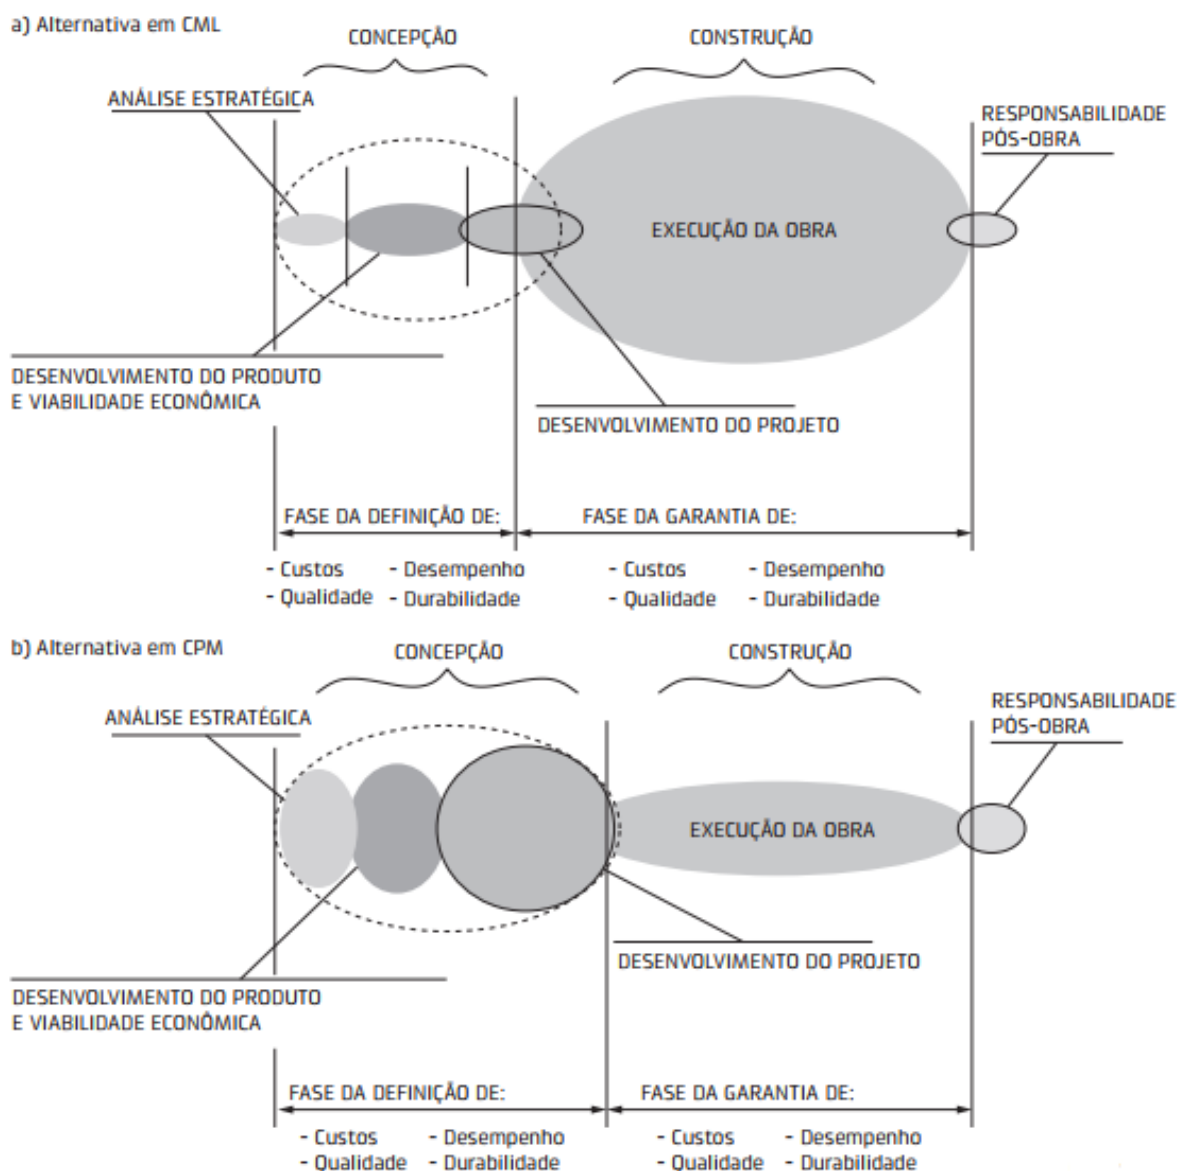 a) Alternativa em CML
CONCEPÇÃO
CONSTRUÇÃO
ANÁLISE ESTRATÉGICA
RESPONSABILIDADE
PÓS-OBRA
EXECUÇÃO DA OBRA
DESENVOLVIMENTO DO PRODUTO
E VIABILIDADE ECONÔMICA
DESENVOLVIMENTO DO PROJETO
FASE DA DEFINIÇÃO DE:
FASE DA GARANTIA DE:
- Custos - Desempenho
- Qualidade - Durabilidade
- Custos - Desempenho
- Qualidade - Durabilidade
b) Alternativa em CPM
CONCEPÇÃO
CONSTRUÇÃO
ANÁLISE ESTRATÉGICA
RESPONSABILIDADE
PÓS-OBRA
EXECUÇÃO DA OBRA
DESENVOLVIMENTO DO PROJETO
DESENVOLVIMENTO DO PRODUTO
E VIABILIDADE ECONÔMICA
FASE DA DEFINIÇÃO DE:
FASE DA GARANTIA DE:
- Custos - Desempenho
- Qualidade - Durabilidade
- Custos - Desempenho
- Qualidade - Durabilidade